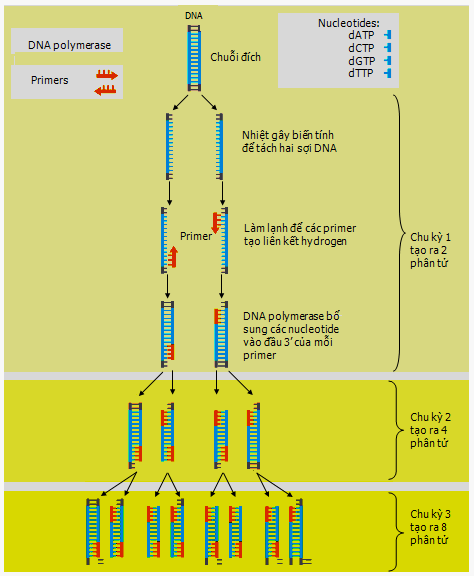 DNA
Nucleotides:
dATP
dCTP
dGTP
dTTP
DNA polymerase
Primers
Chuỗi đích
Nhiệt gây biến tính
để tách hai sợi DNA
Primer
Làm lạnh để các primer
tạo liên kết hydrogen
Chu kỳ 1
tạo ra 2
phân tử
DNA polymerase bổ
sung các nucleotide
vào đầu 3’ của mỗi
primer
Chu kỳ 2
tạo ra 4
phân tử
Chu kỳ 3
tạo ra 8
phân tử